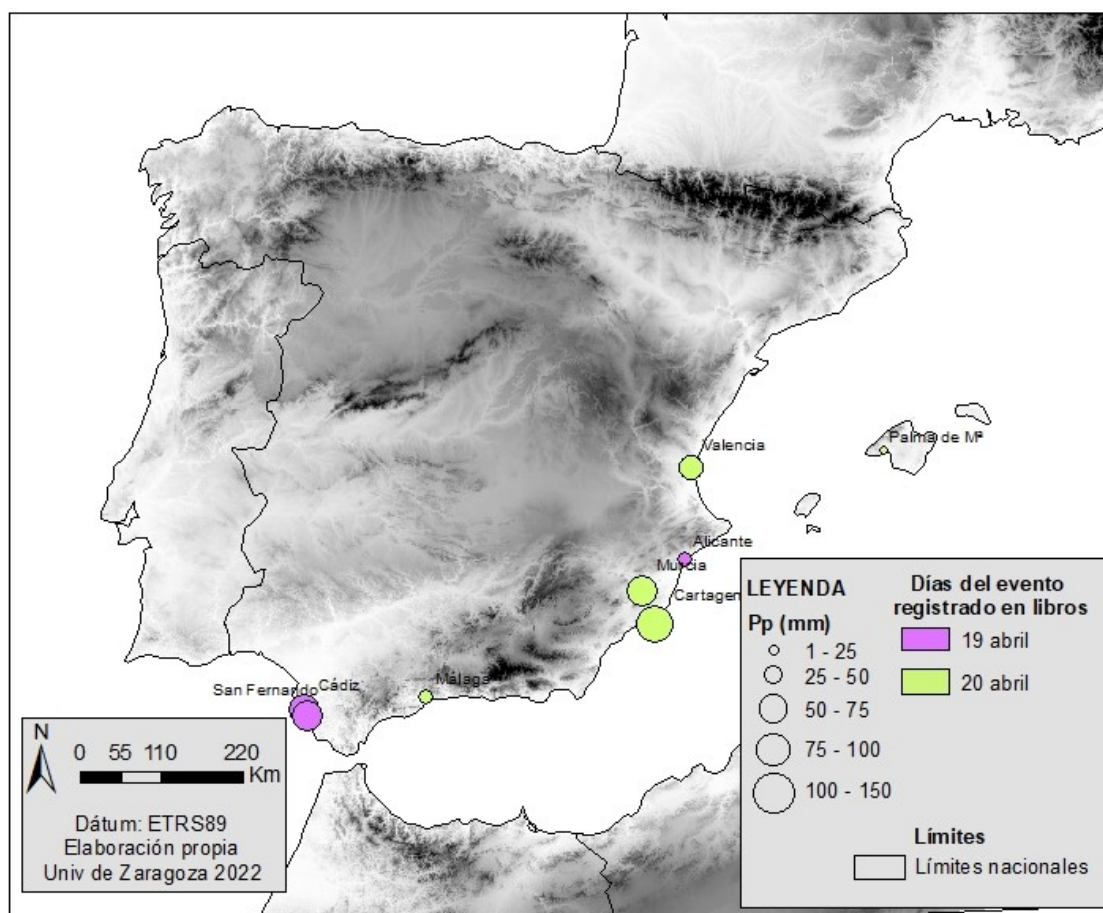 Valencia
Palma de Mª
Alicante
Murcia
Cartagen
San Fernando
Cádiz
Málaga
N
0 55 110 220
Km
Dátum: ETRS89
Elaboración propia
Univ de Zaragoza 2022
LEYENDA
Pp (mm)
1 - 25
25 - 50
50 - 75
75 - 100
100 - 150
Días del evento
registrado en libros
19 abril
20 abril
Límites
Límites nacionales